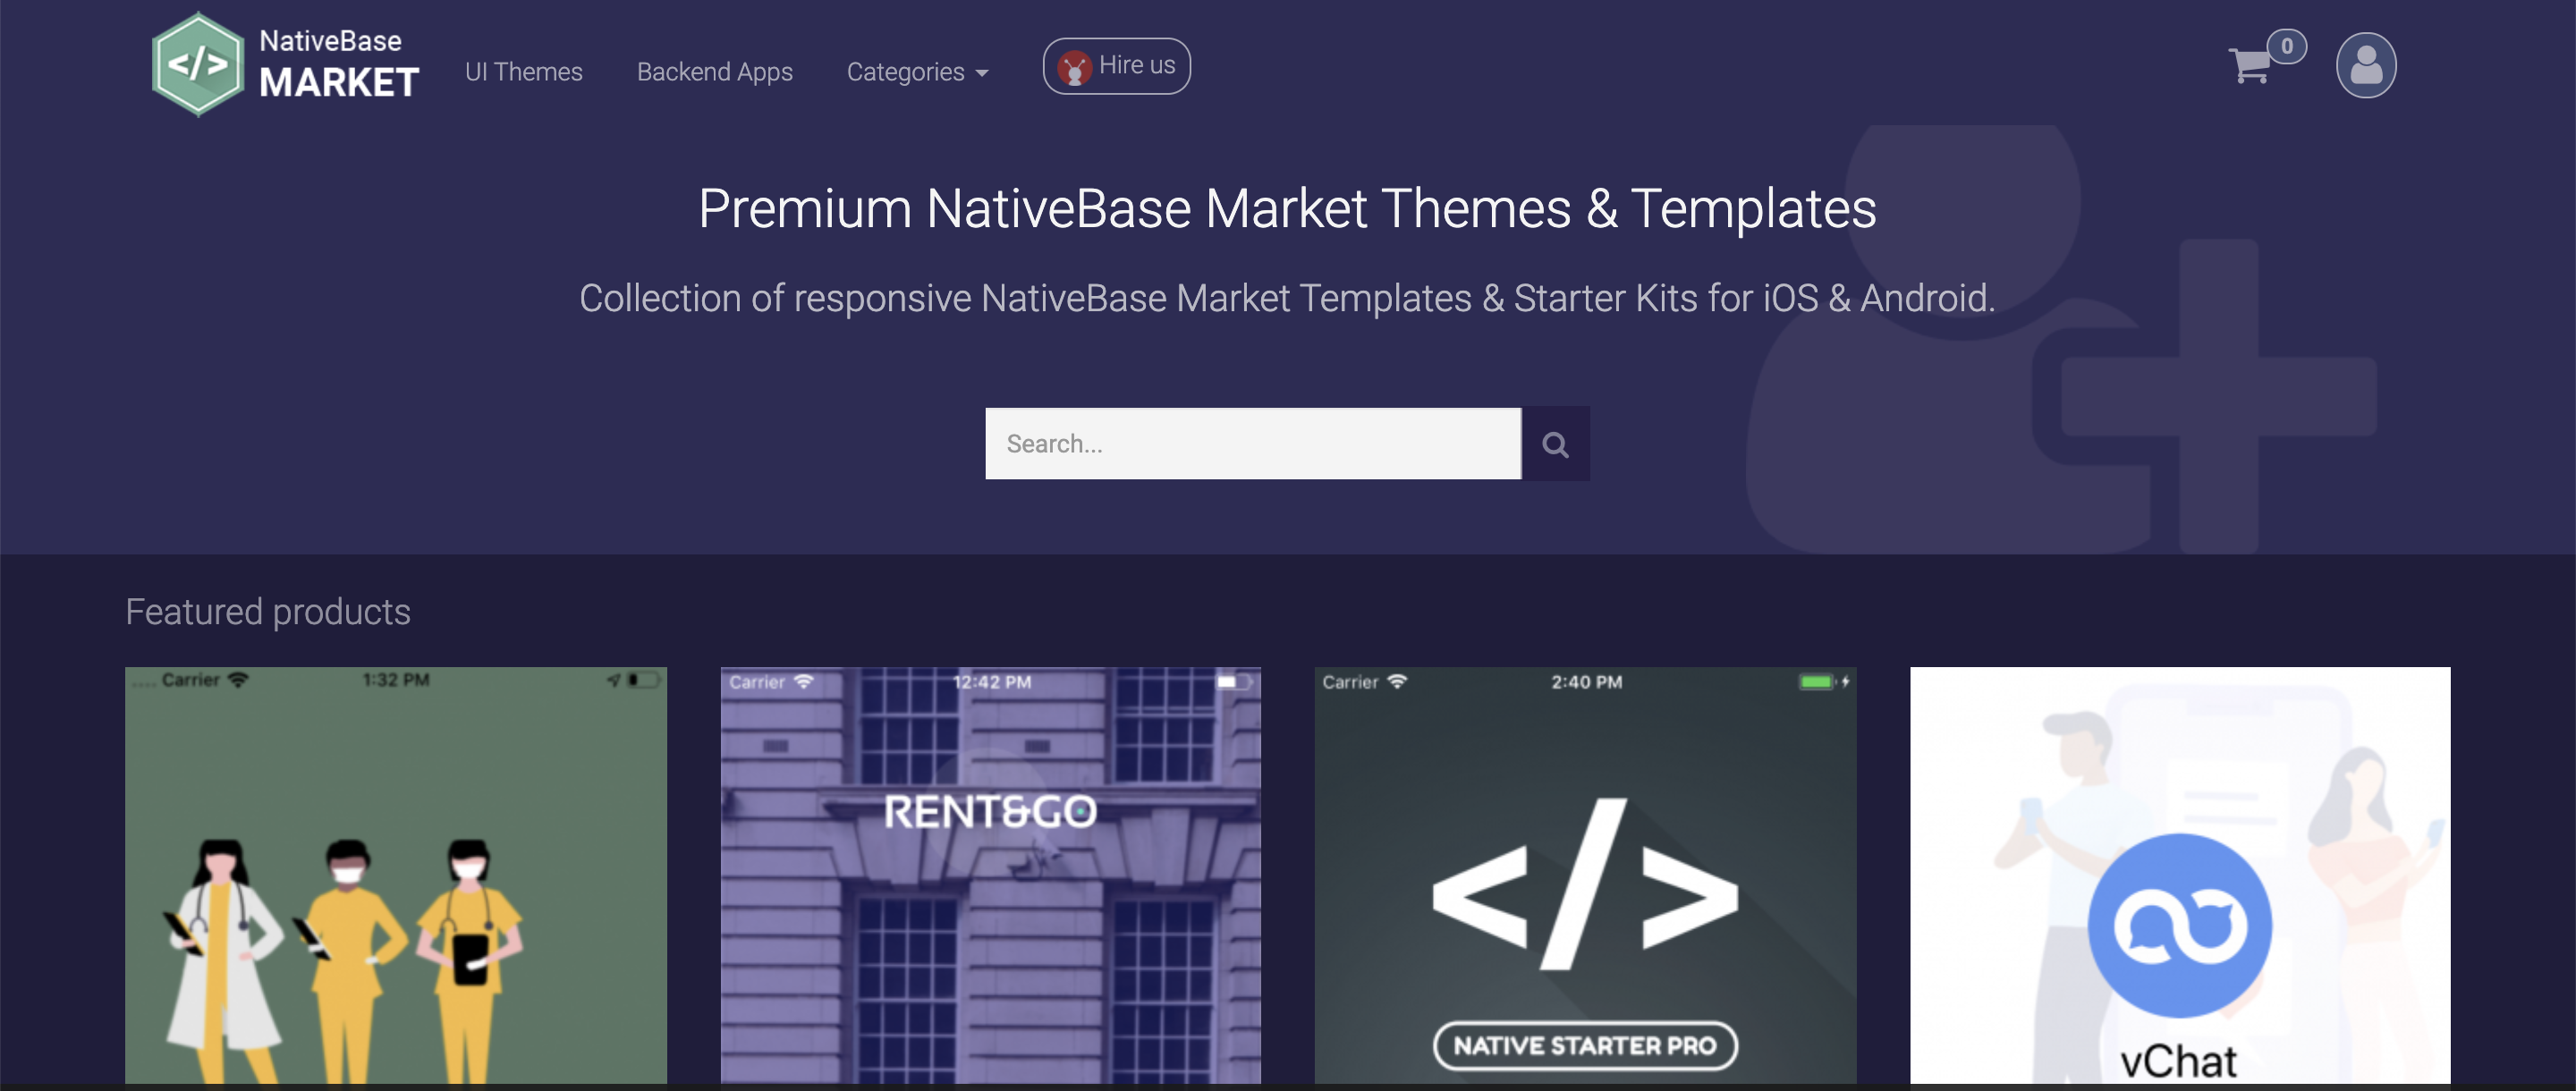 NativeBase
MARKET
UI Themes
Backend Apps
Categories
Hire us
0
Premium NativeBase Market Themes & Templates
Collection of responsive NativeBase Market Templates & Starter Kits for iOS & Android.
Search...
Featured products
Carrier 1:32 PM
Carrier 12:42 PM
RENT&GO
Carrier 2:40 PM
</>
NATIVE STARTER PRO
vChat